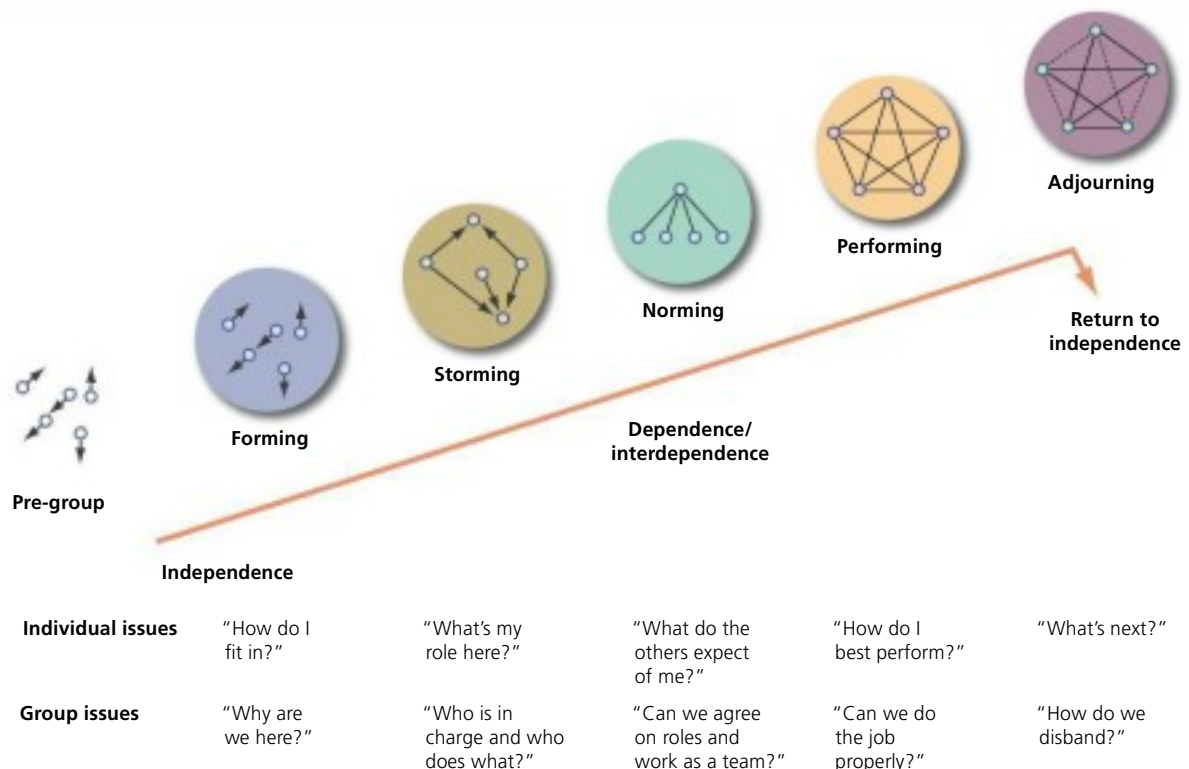 Adjourning
Performing
Norming
Storming
Forming
Pre-group
Return to
independence
Dependence/
interdependence
Independence
Individual issues
“How do I
fit in?”
“What’s my
role here?”
“What do the
others expect
of me?”
“How do I
best perform?”
“What’s next?”
Group issues
“Why are
we here?”
“Who is in
charge and who
does what?”
“Can we agree
on roles and
work as a team?”
“Can we do
the job
properly?”
“How do we
disband?”